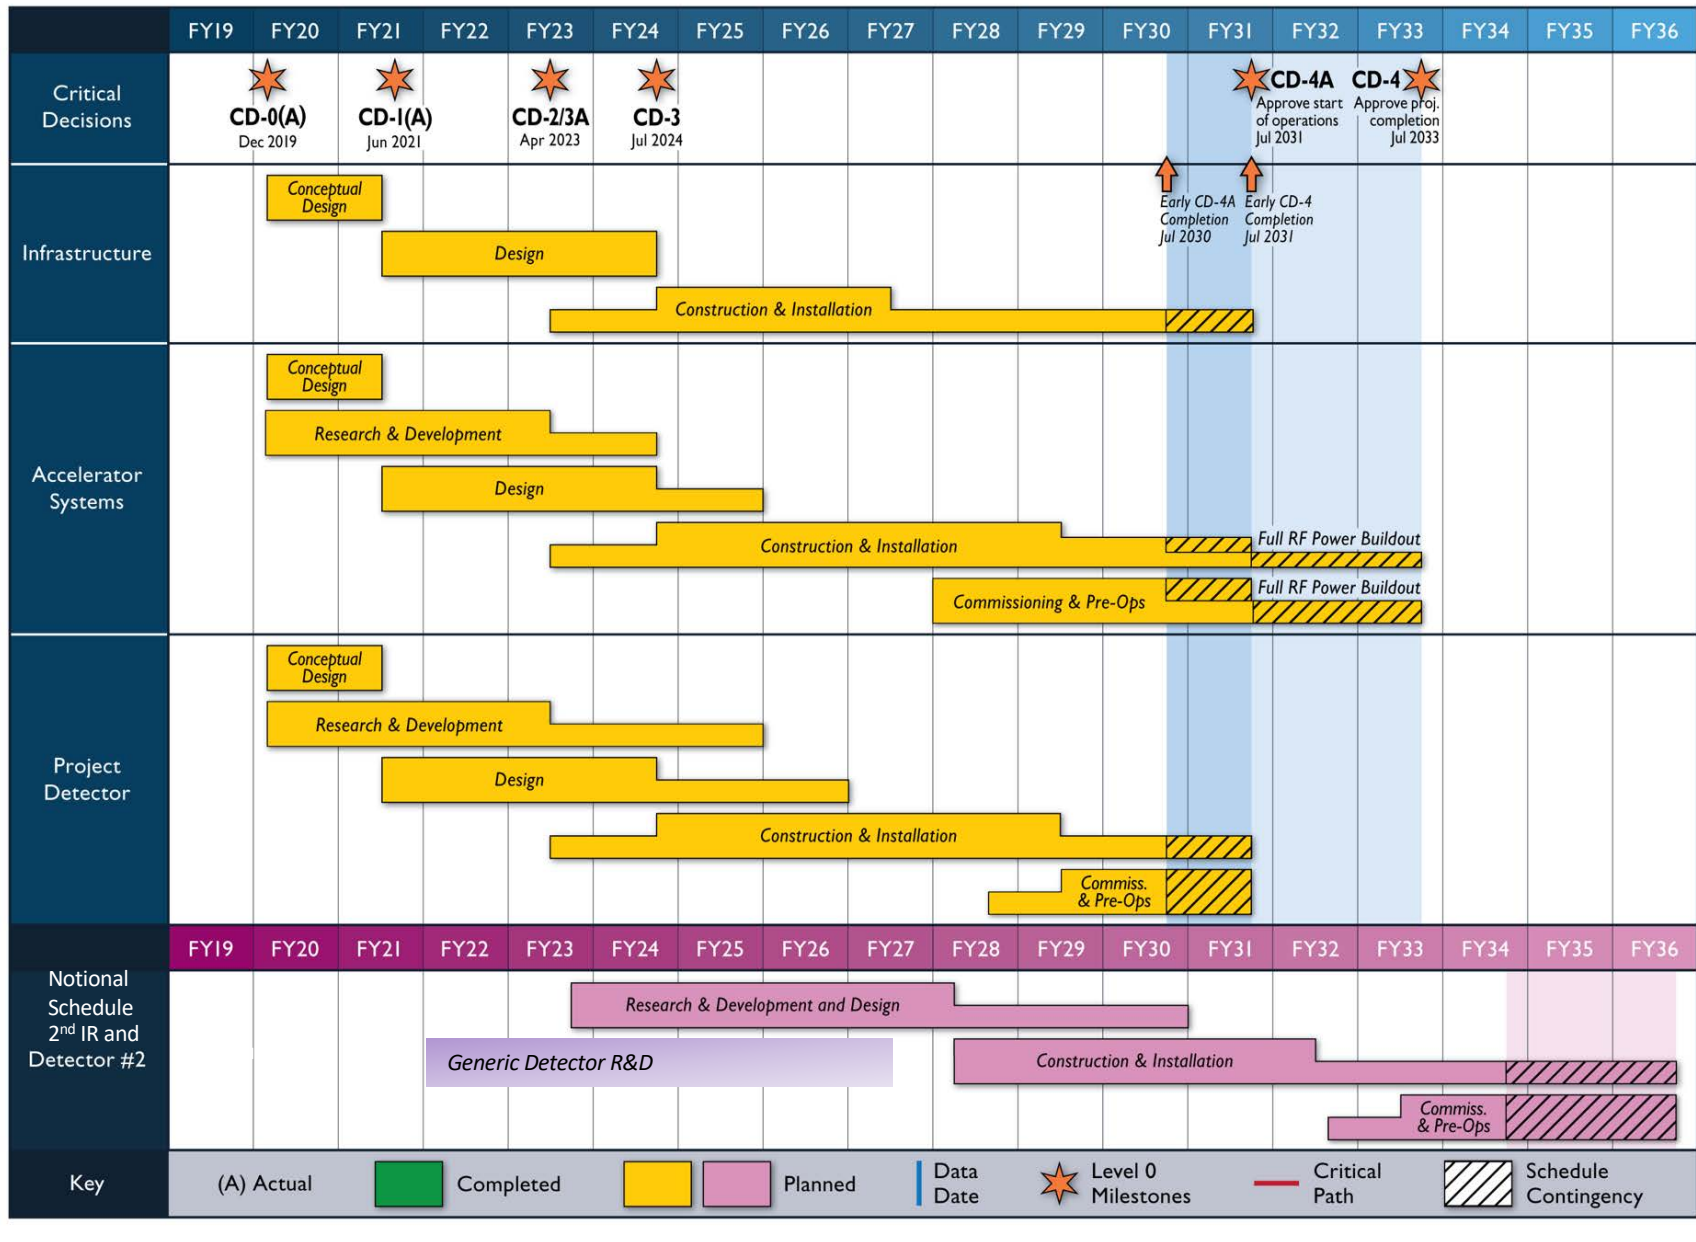 FY19 FY20 FY21 FY22 FY23 FY24 FY25 FY26 FY27 FY28 FY29 FY30 FY31 FY32 FY33 FY34 FY35 FY36
Critical
Decisions
CD-0(A)
Dec 2019
CD-1(A)
Jun 2021
CD-2/3A
Apr 2023
CD-3
Jul 2024
CD-4A
Approve start
of operations
Jul 2031
CD-4
Approve proj.
completion
Jul 2033
Infrastructure
Early CD-4A
Completion
Jul 2030
Early CD-4
Completion
Jul 2031
Conceptual
Design
Design
Construction & Installation
Accelerator
Systems
Conceptual
Design
Research & Development
Design
Construction & Installation
Full RF Power Buildout
Commissioning & Pre-Ops
Full RF Power Buildout
Project
Detector
Conceptual
Design
Research & Development
Design
Construction & Installation
Commiss.
& Pre-Ops
FY19 FY20 FY21 FY22 FY23 FY24 FY25 FY26 FY27 FY28 FY29 FY30 FY31 FY32 FY33 FY34 FY35 FY36
Notional
Schedule
2nd IR and
Detector #2
Research & Development and Design
Generic Detector R&D
Construction & Installation
Commiss.
& Pre-Ops
Key
(A) Actual
Completed
Planned
Data
Date
Level 0
Milestones
Critical
Path
Schedule
Contingency